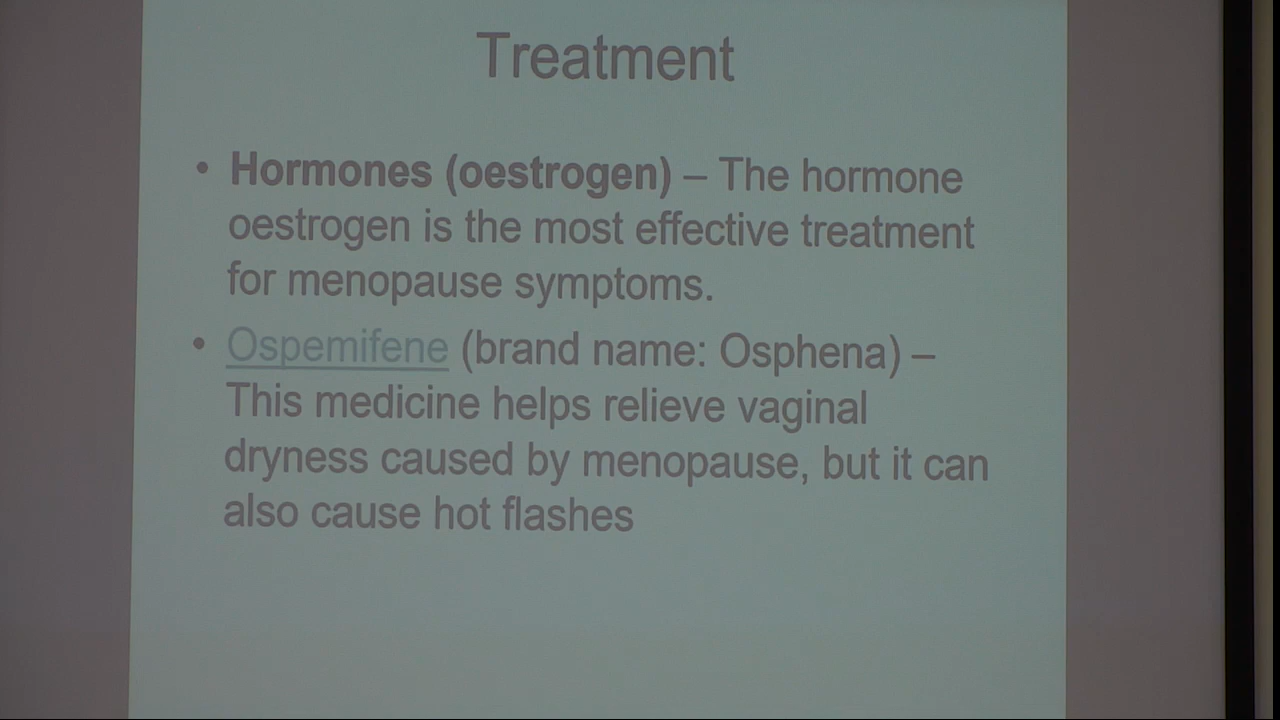 Treatment
• Hormones (oestrogen) – The hormone
oestrogen is the most effective treatment
for menopause symptoms.
• Ospemifene (brand name: Osphena) –
This medicine helps relieve vaginal
dryness caused by menopause, but it can
also cause hot flashes